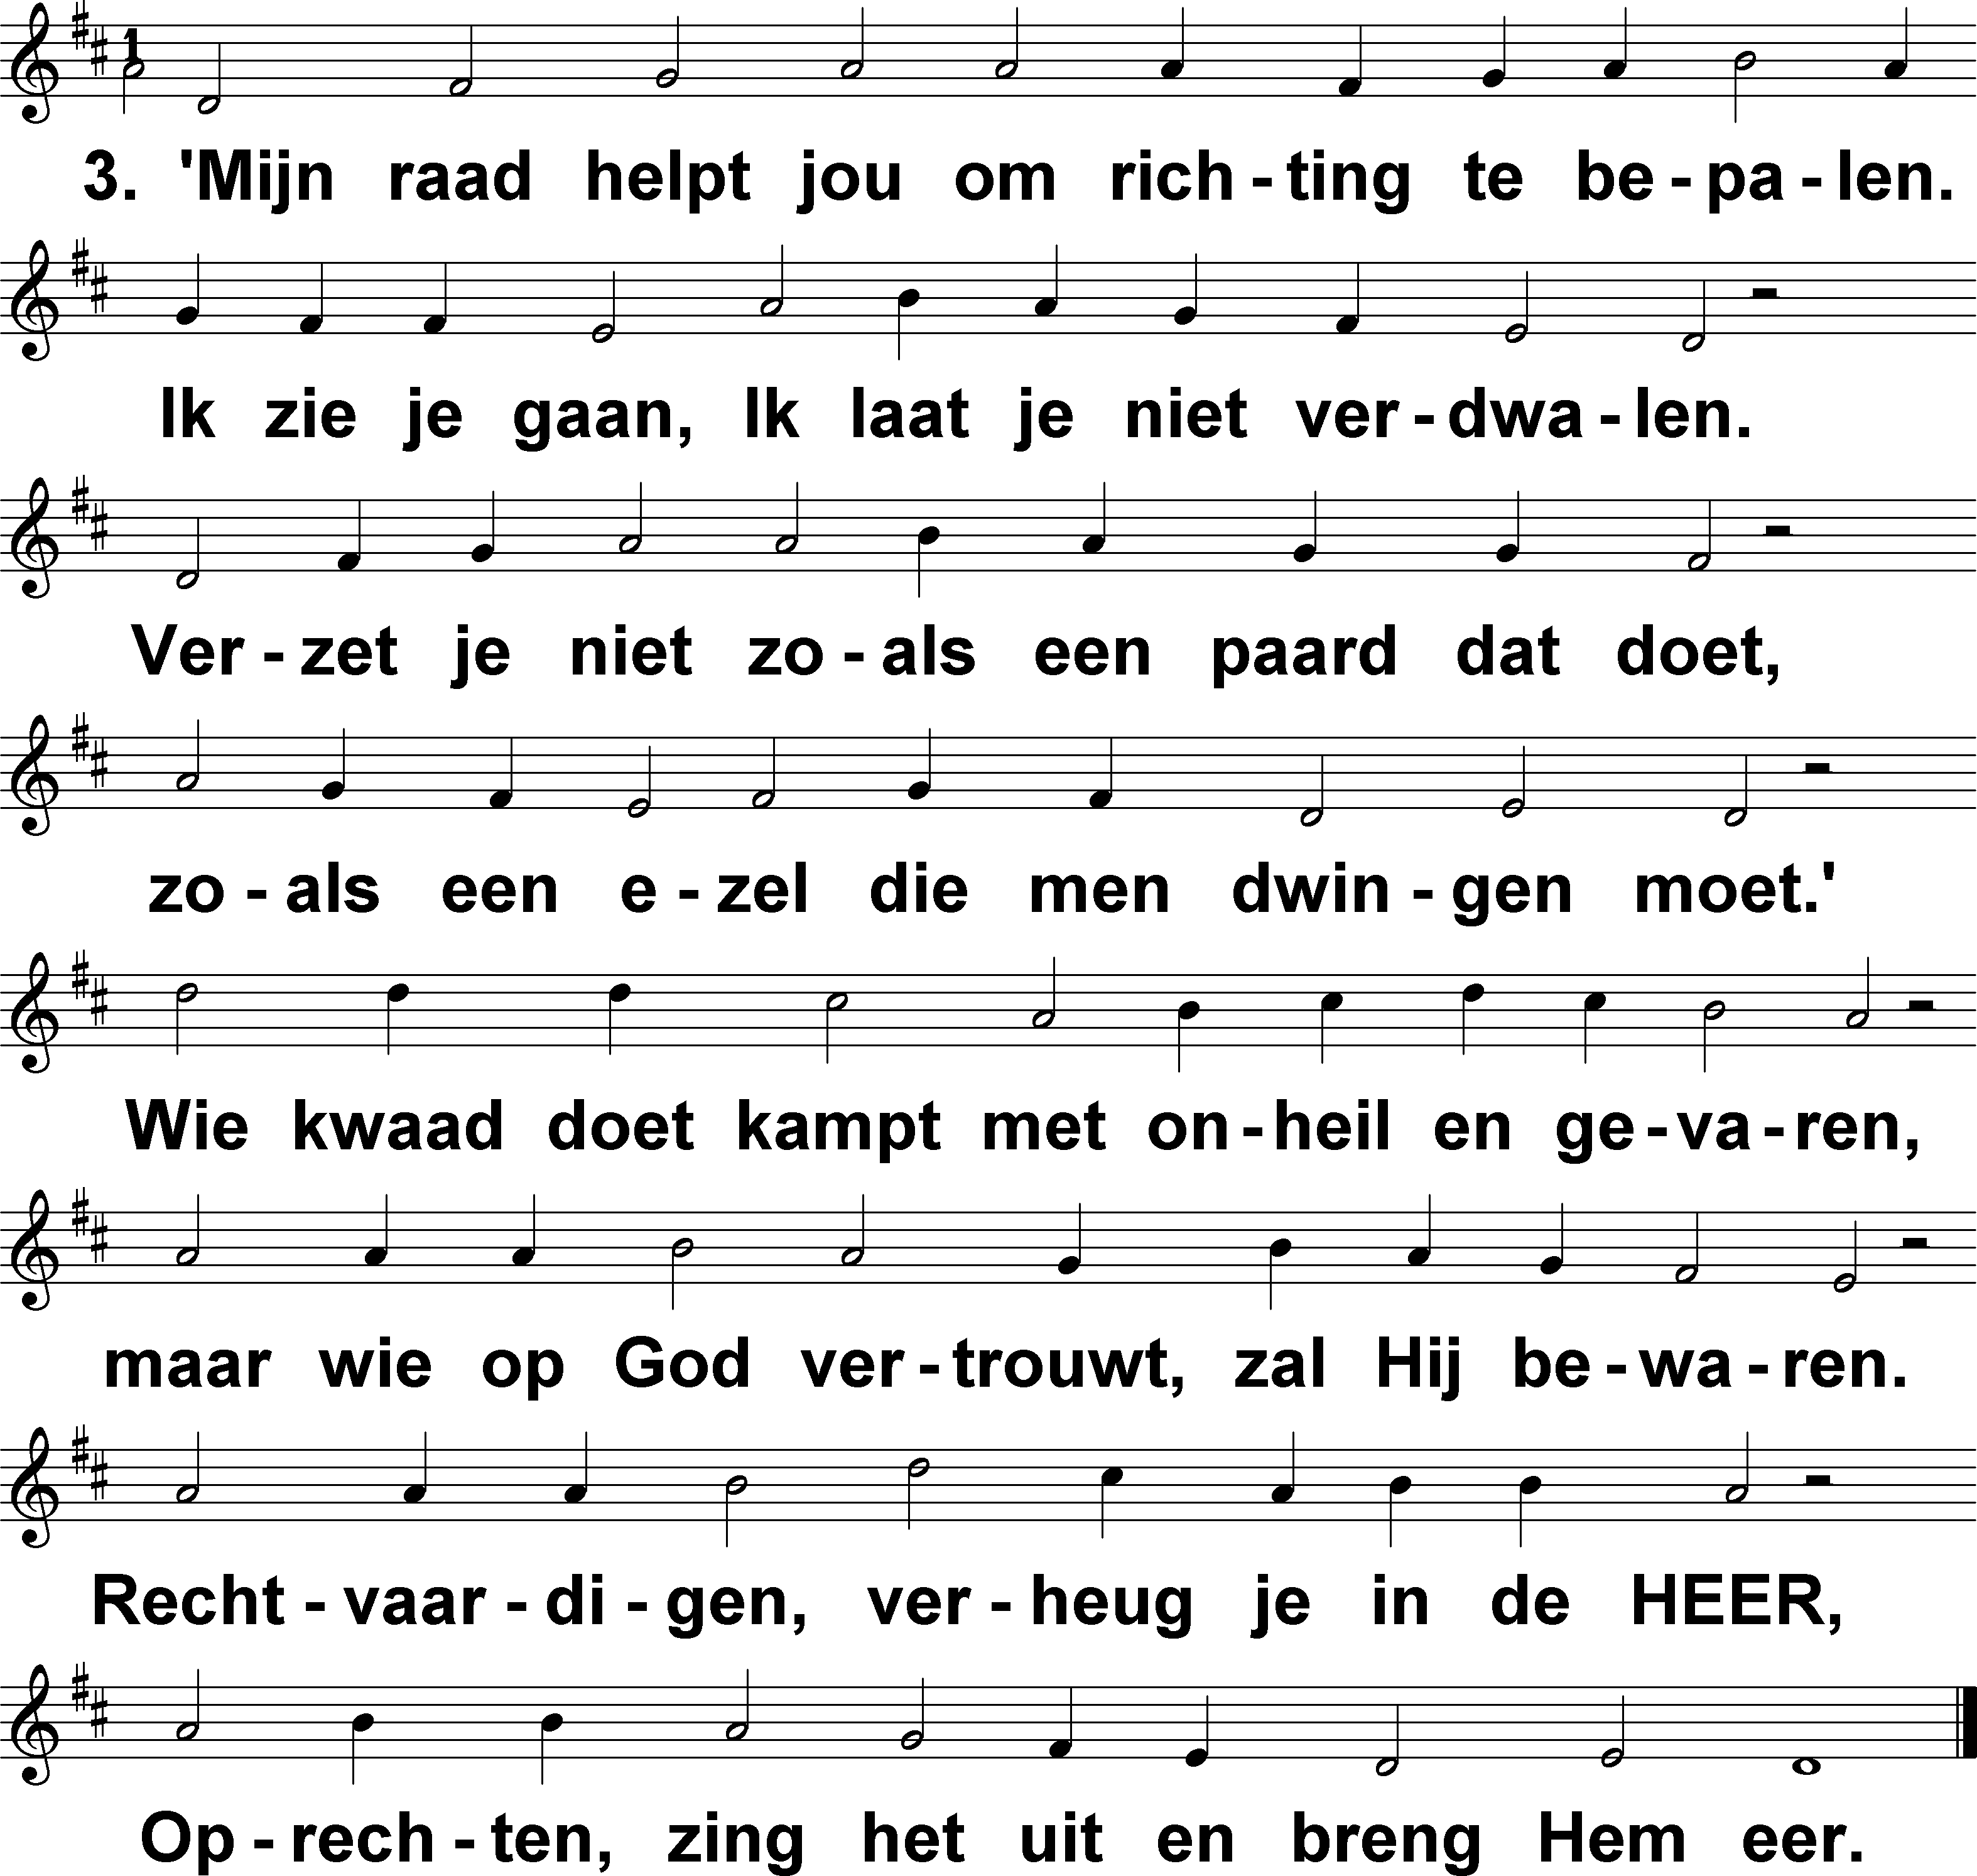 3. 'Mijn raad helpt jou om rich - ting te be - pa - len.
Ik zie je gaan, Ik laat je niet ver - dwa - len.
Ver - zet je niet zo - als een paard dat doet,
zo - als een e - zel die men dwin - gen moet.'
Wie kwaad doet kampt met on - heil en ge - va - ren,
maar wie op God ver - trouwt, zal Hij be - wa - ren.
Recht - vaar - di - gen, ver - heug je in de HEER,
Op - rech - ten, zing het uit en breng Hem eer.